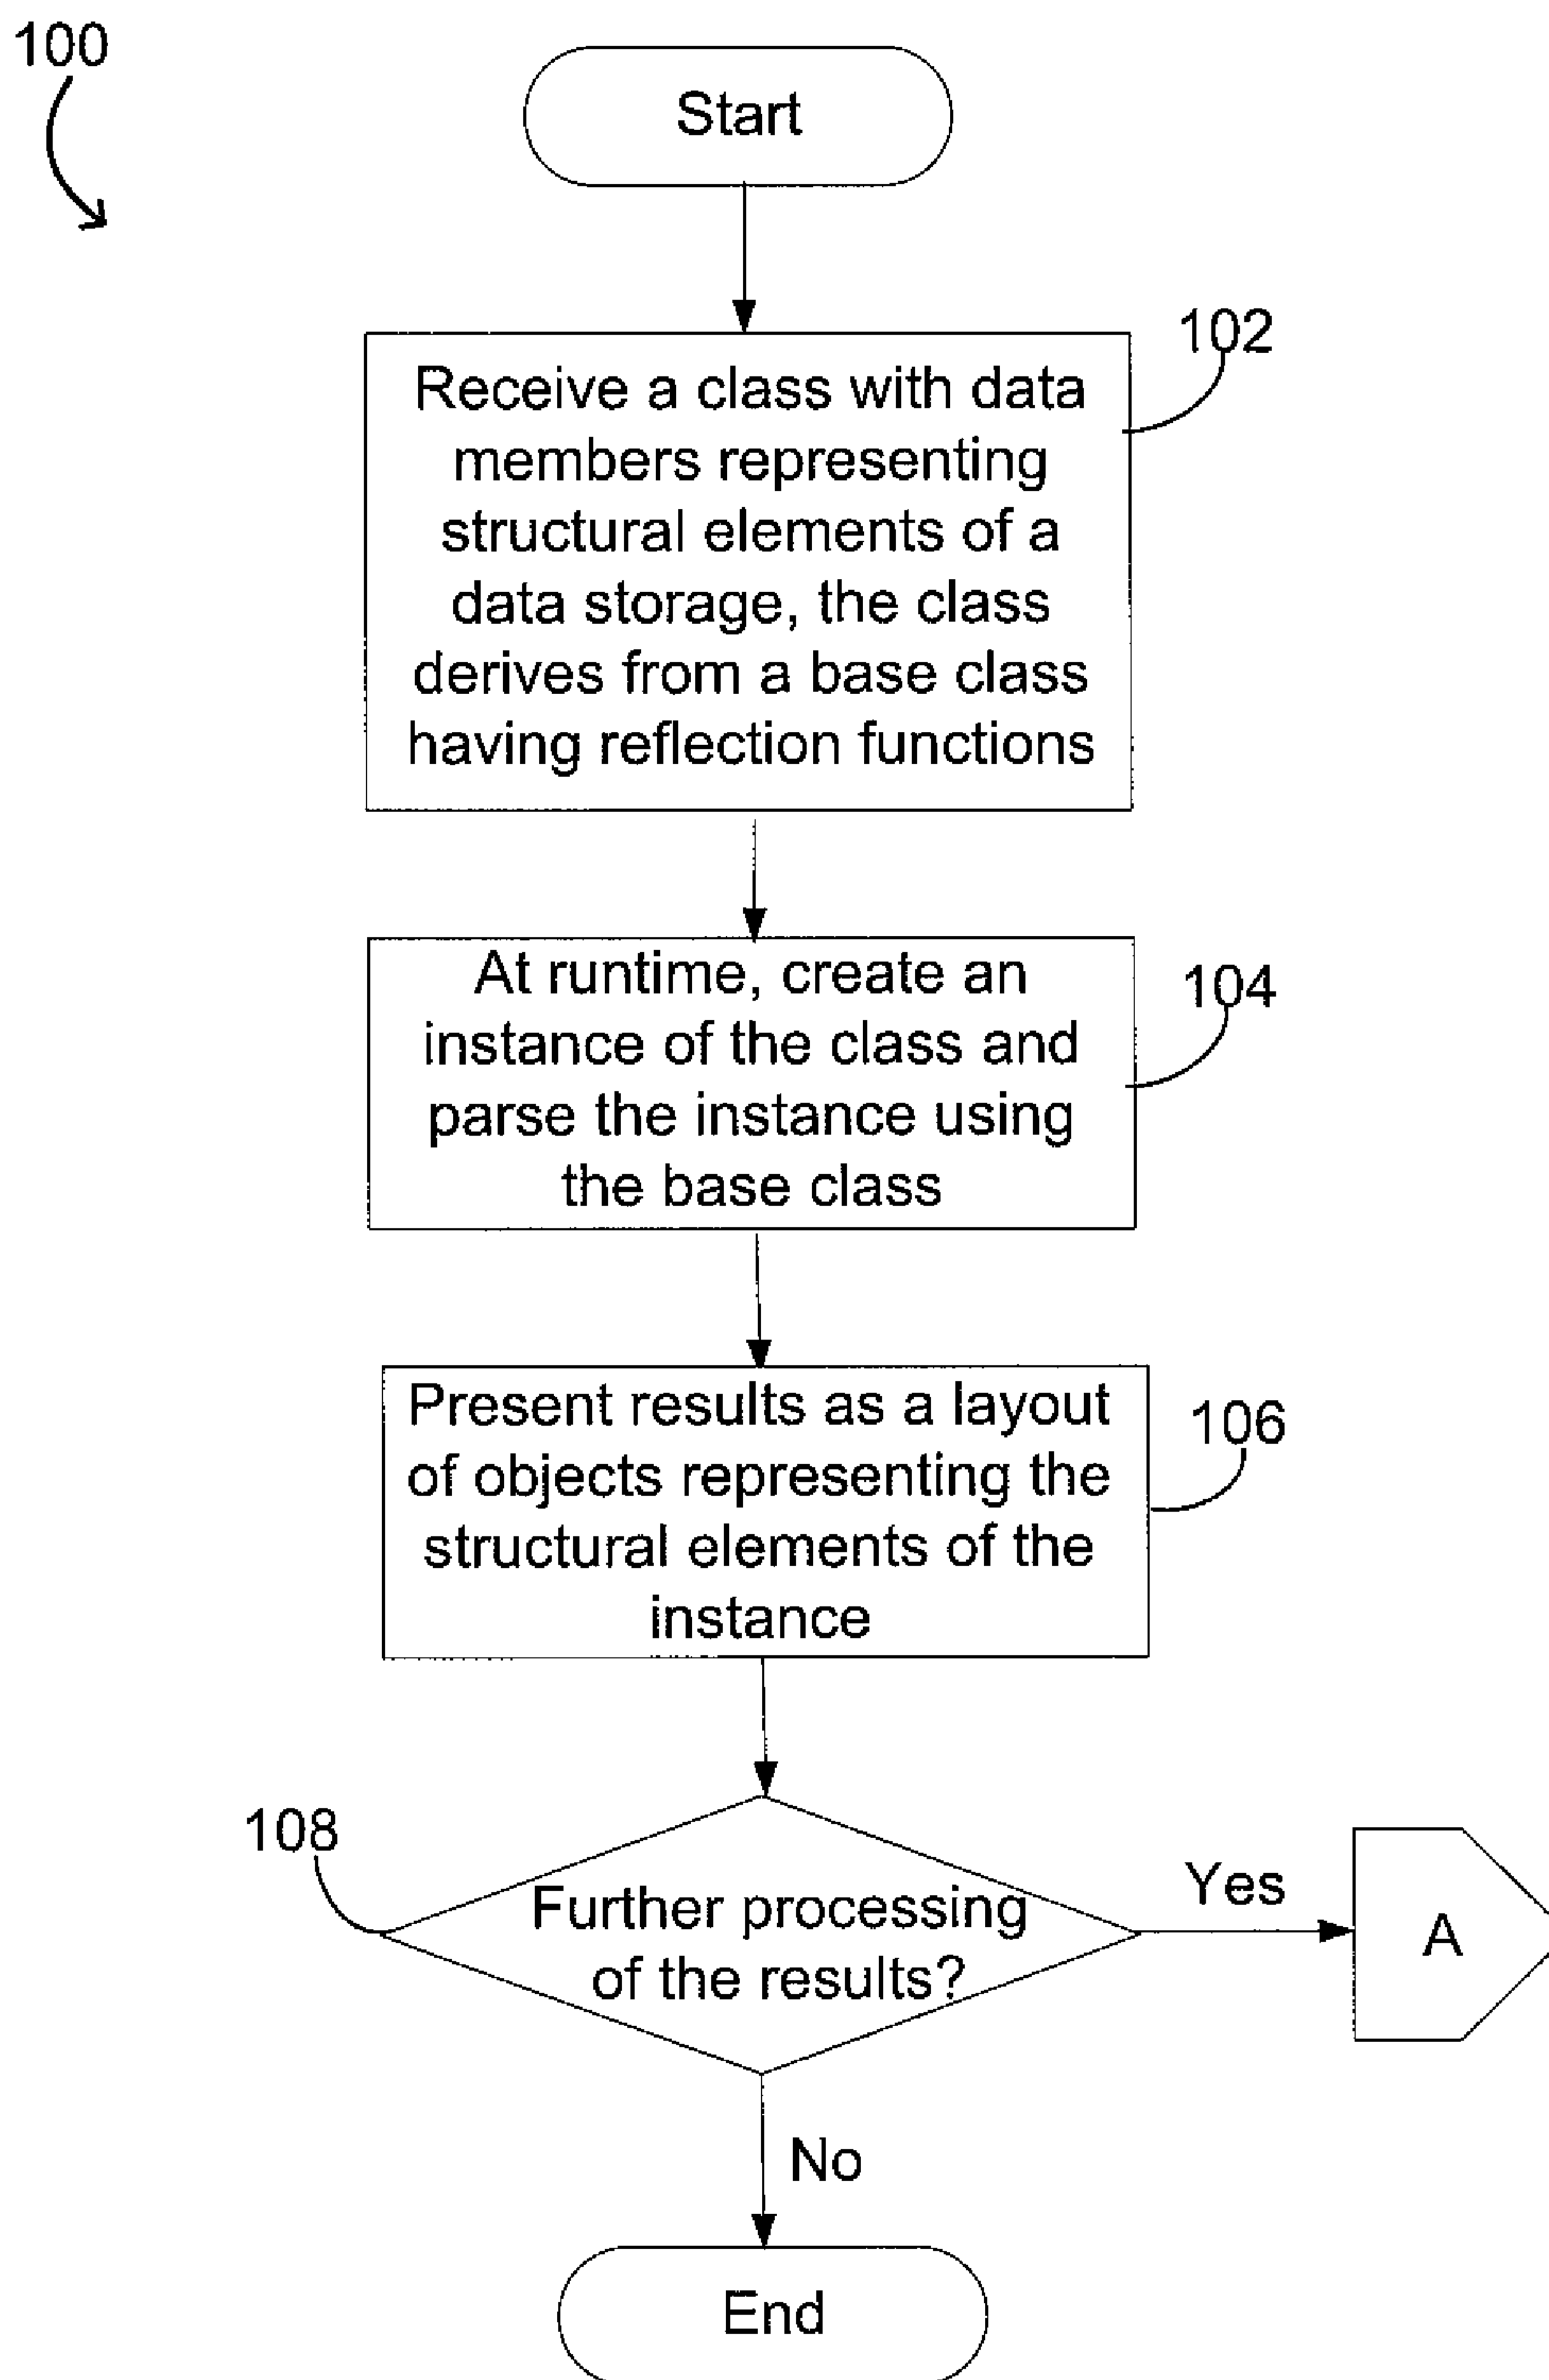 100
Start
102
Receive a class with data
members representing
structural elements of a
data storage, the class
derives from a base class
having reflection functions
104
At runtime, create an
instance of the class and
parse the instance using
the base class
106
Present results as a layout
of objects representing the
structural elements of the
instance
108
Further processing
of the results?
Yes
A
No
End